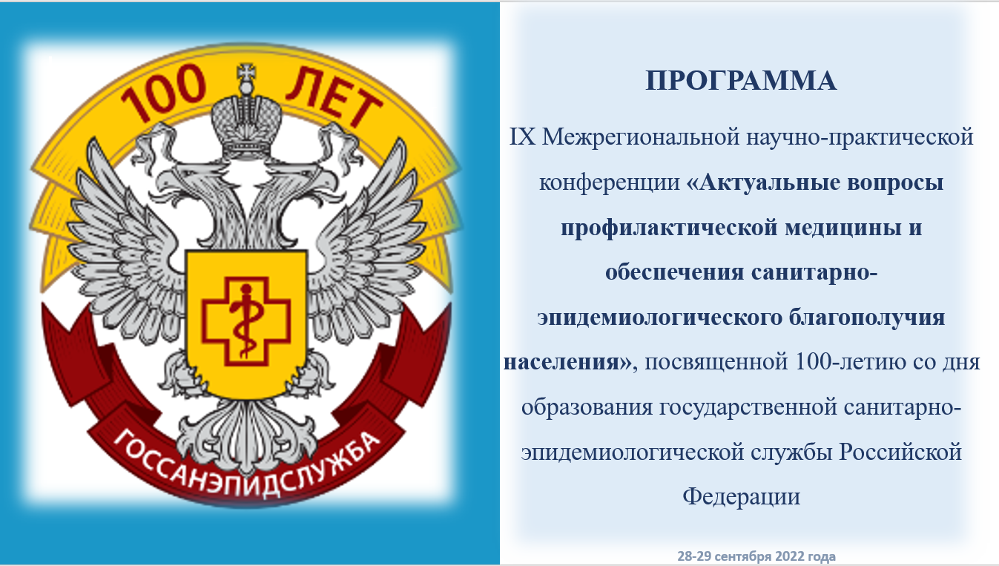 100 ЛЕТ
ГОССАНЭПИДСЛУЖБА
ПРОГРАММА
IX Межрегиональной научно-практической
конференции «Актуальные вопросы
профилактической медицины и
обеспечения санитарно-
эпидемиологического благополучия
населения», посвященной 100-летию со дня
образования государственной санитарно-
эпидемиологической службы Российской
Федерации
28-29 сентября 2022 года